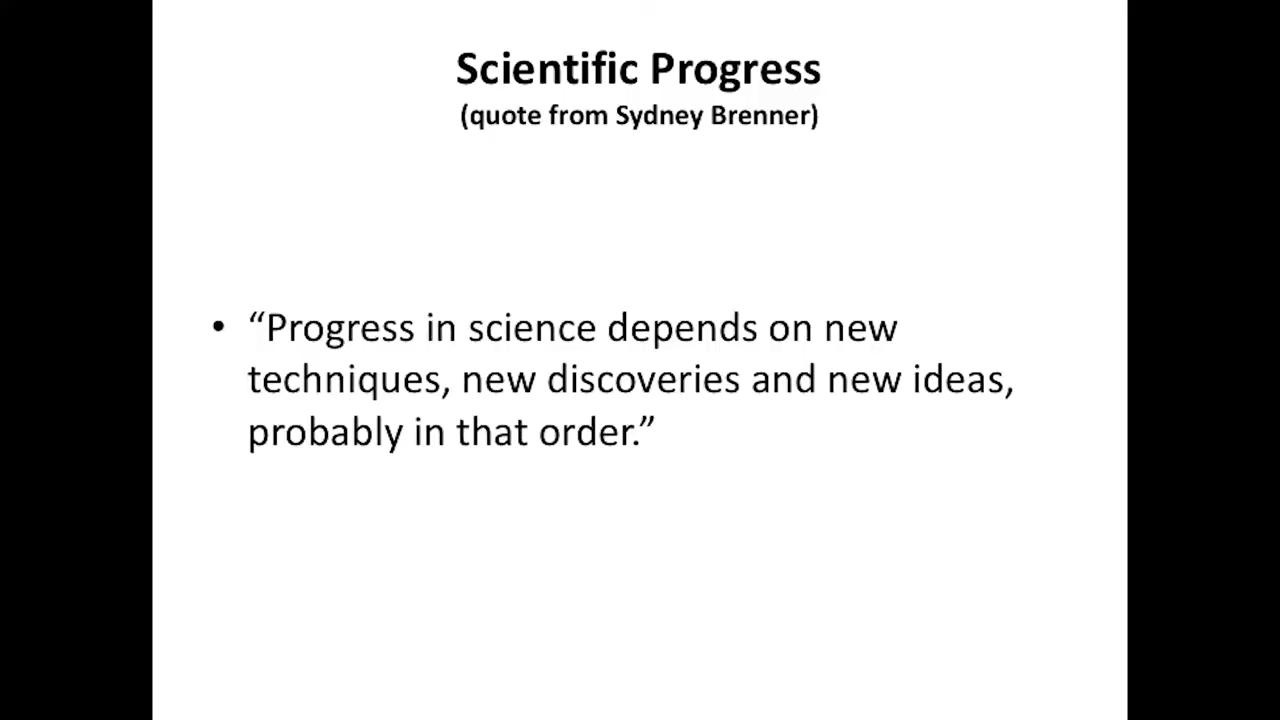 Scientific Progress
(quote from Sydney Brenner)
• “Progress in science depends on new
techniques, new discoveries and new ideas,
probably in that order.”